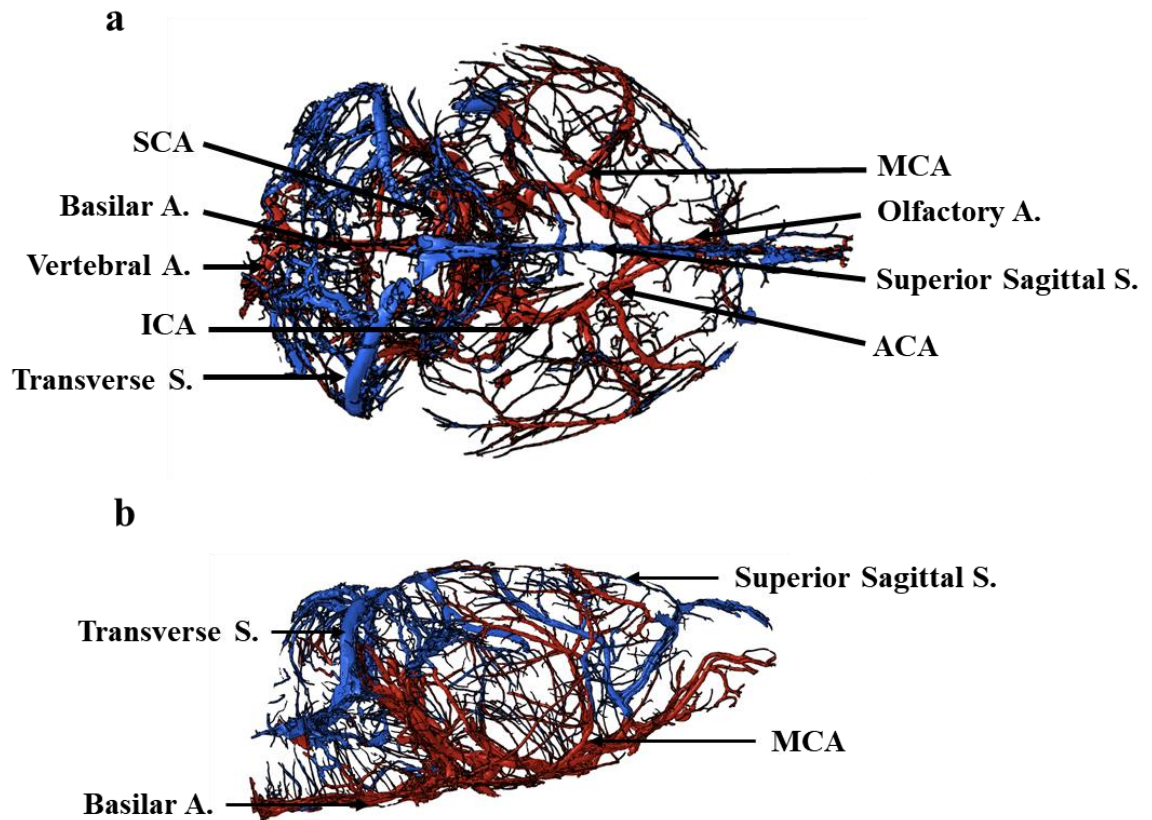 a
SCA
Basilar A.
Vertebral A.
ICA
Transverse S.
MCA
Olfactory A.
Superior Sagittal S.
ACA
b
Transverse S.
Basilar A.
Superior Sagittal S.
MCA